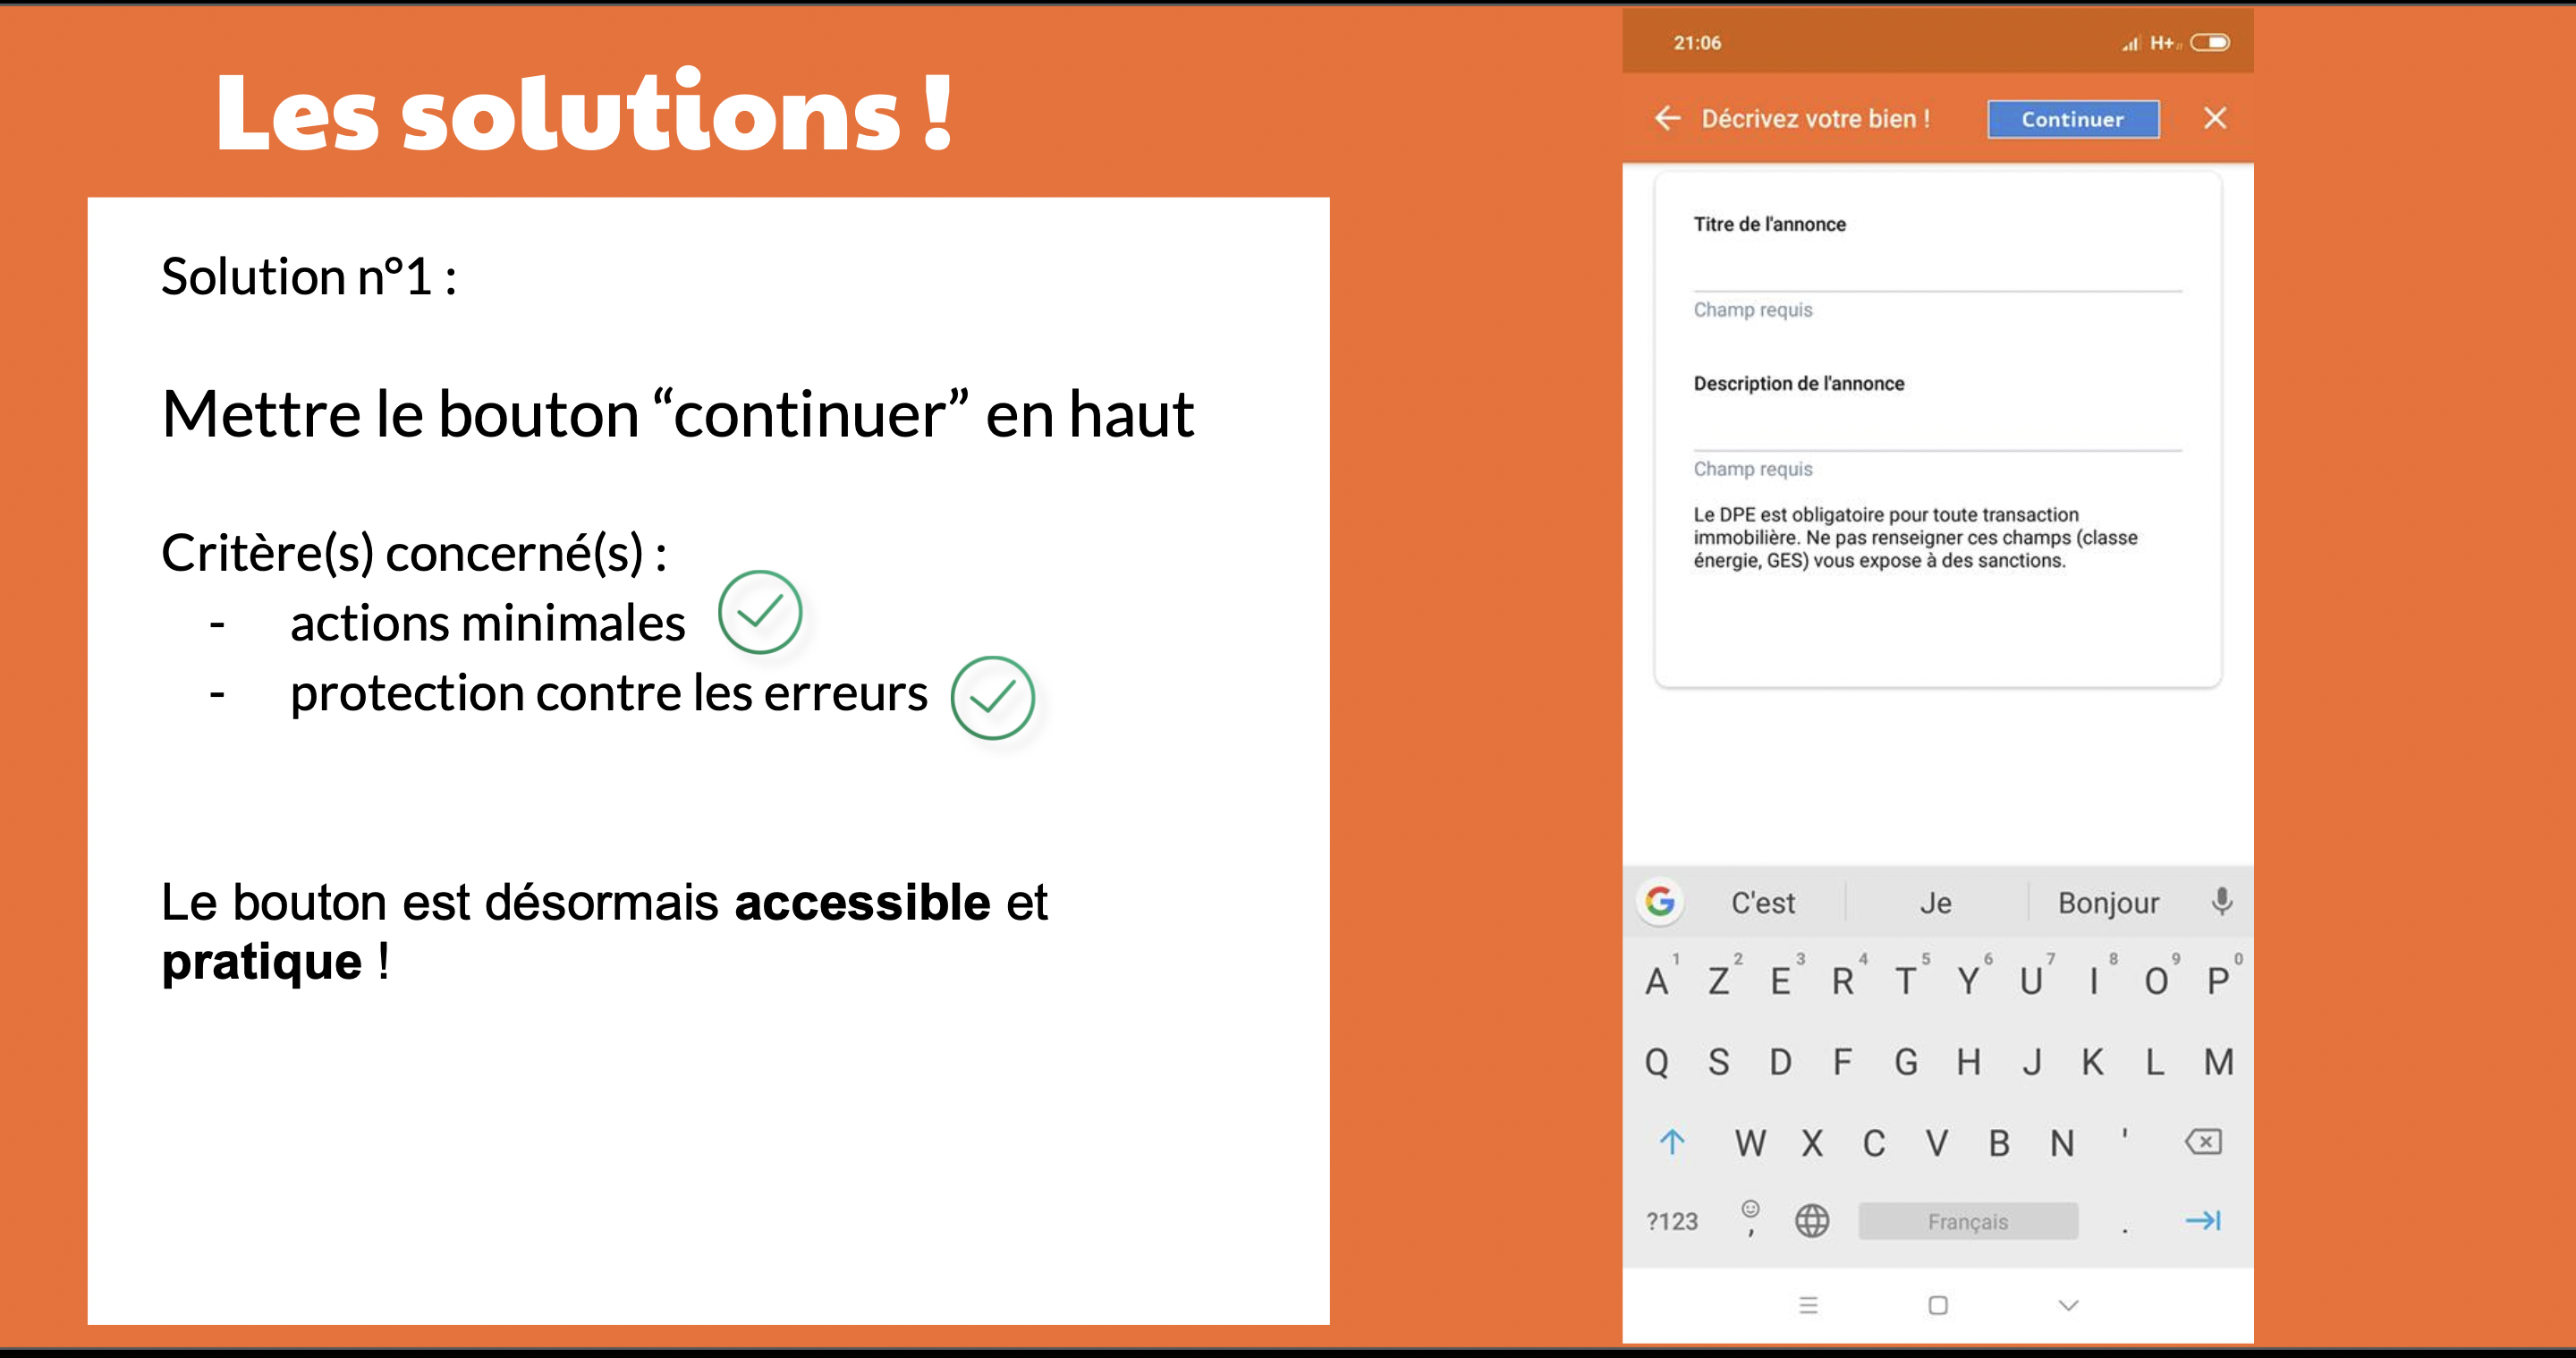 Les solutions !
Solution n°1 :
Mettre le bouton “continuer” en haut
Critère(s) concerné(s) :
- actions minimales
- protection contre les erreurs
Le bouton est désormais accessible et
pratique !
21:06 H+
Décrivez votre bien ! Continuer
Titre de l'annonce
Champ requis
Description de l'annonce
Champ requis
Le DPE est obligatoire pour toute transaction
immobilière. Ne pas renseigner ces champs (classe
énergie, GES) vous expose à des sanctions.
G C'est Je Bonjour
A 1 Z 2 E 3 R 4 T 5 Y 6 U 7 I 8 O 9 P 0
Q S D F G H J K L M
W X C V B N '
?123 , Français .